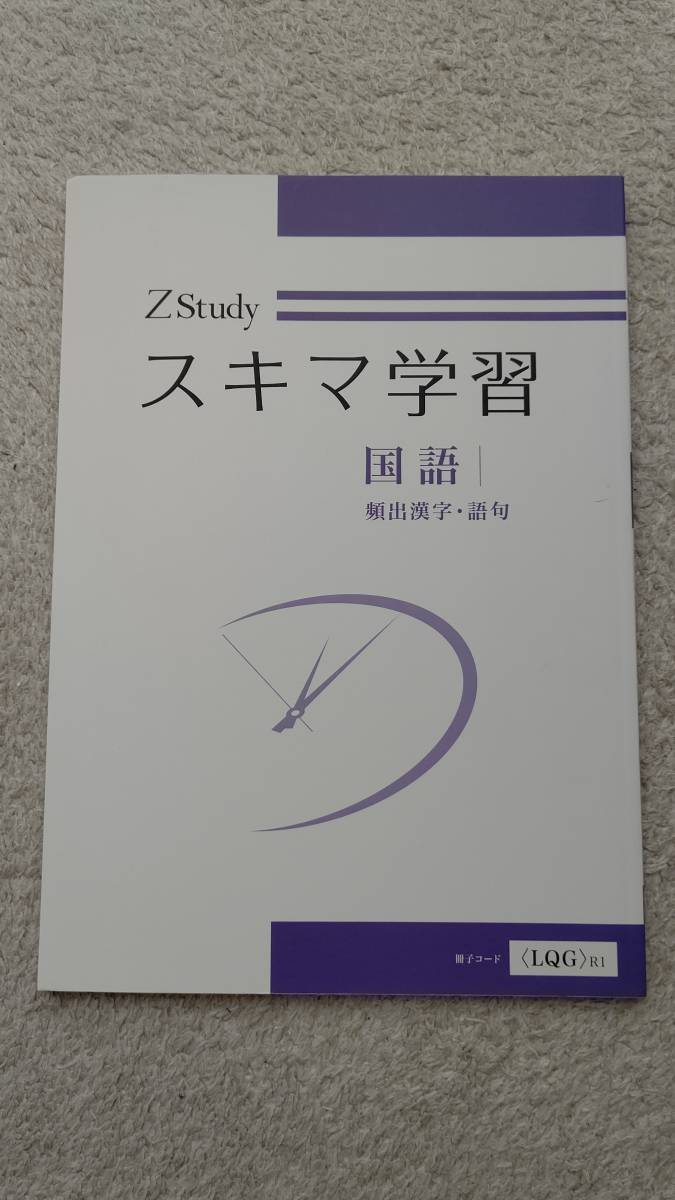 Z Study
スキマ学習
国語
頻出漢字・語句
冊子コード 〈LQG〉R1